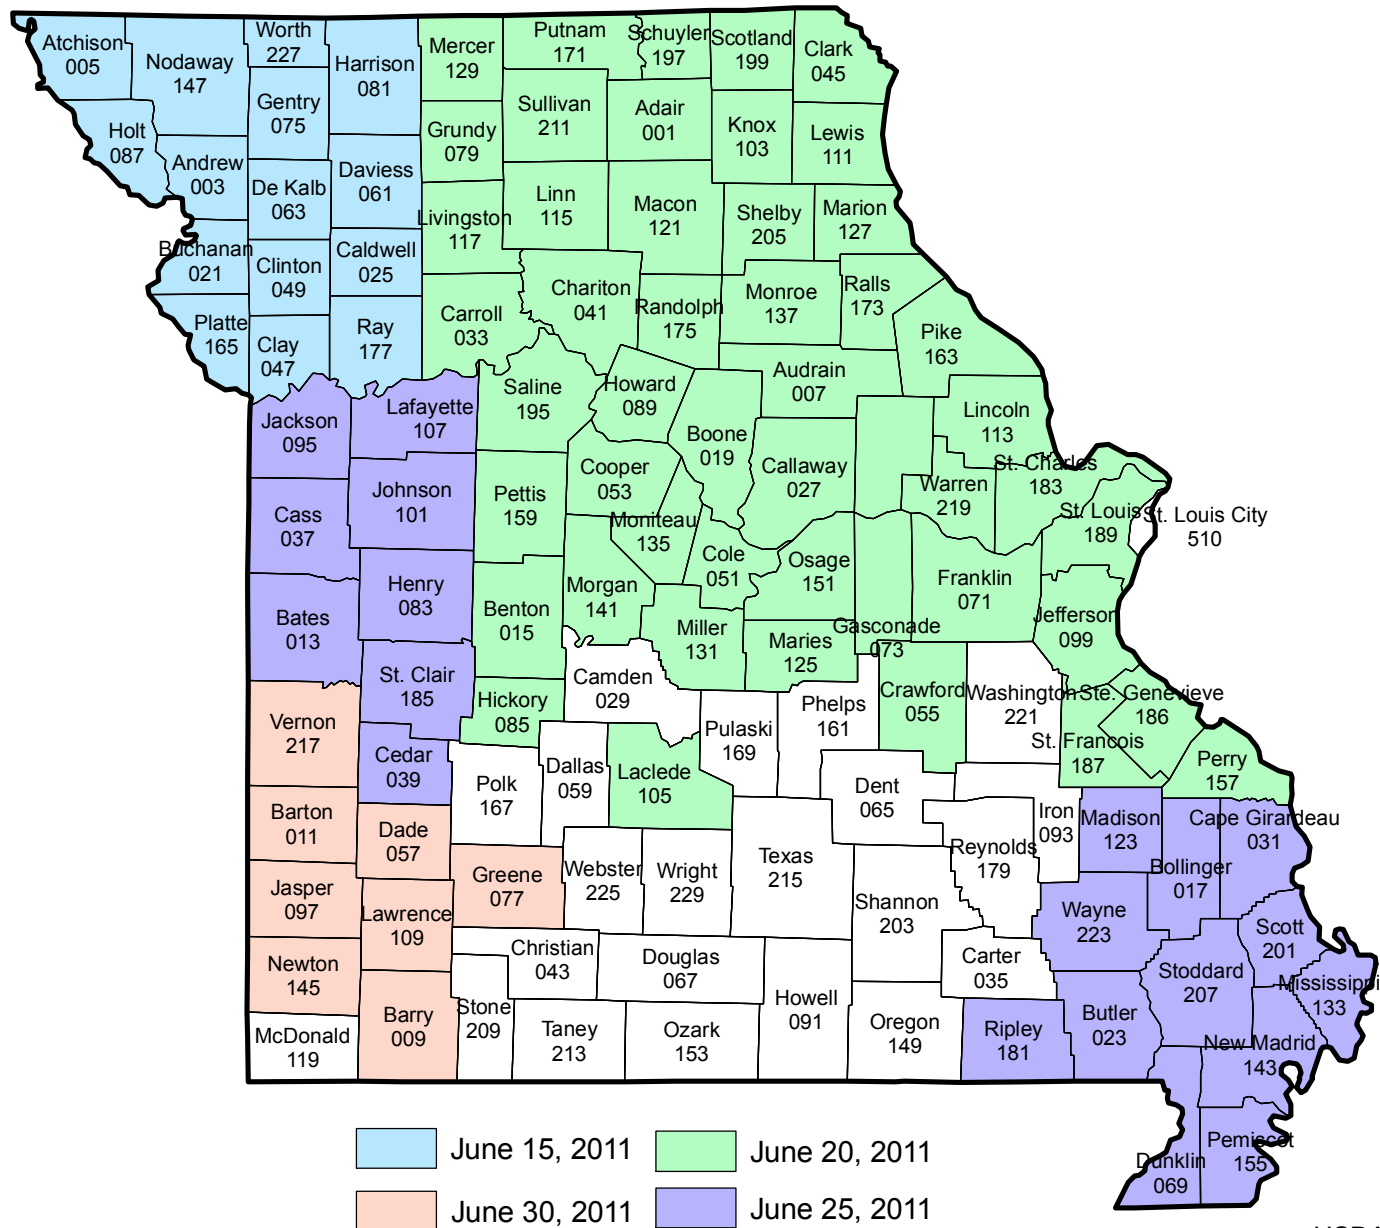 Atchison
005
Nodaway
147
Worth
227
Harrison
081
Mercer
129
Putnam
171
Schuyler
197
Scotland
199
Clark
045
Gentry
075
Holt
087
Andrew
003
De Kalb
063
Daviess
061
Grundy
079
Sullivan
211
Adair
001
Knox
103
Lewis
111
Livingston
117
Linn
115
Macon
121
Shelby
205
Marion
127
Buchanan
021
Clinton
049
Caldwell
025
Chariton
041
Randolph
175
Monroe
137
Ralls
173
Platte
165
Clay
047
Ray
177
Carroll
033
Pike
163
Audrain
007
Saline
195
Howard
089
Boone
019
Lincoln
113
Jackson
095
Lafayette
107
Cooper
053
Callaway
027
St. Charles
183
Warren
219
Johnson
101
Pettis
159
Cass
037
Moniteau
135
St. Louis
189
St. Louis City
510
Cole
051
Osage
151
Franklin
071
Henry
083
Benton
015
Morgan
141
Bates
013
Miller
131
Maries
125
Gasconade
073
Jefferson
099
St. Clair
185
Hickory
085
Camden
029
Phelps
161
Crawford
055
Washington
221
Ste. Genevieve
186
Vernon
217
Cedar
039
Pulaski
169
St. Francois
187
Perry
157
Polk
167
Dallas
059
Laclede
105
Dent
065
Barton
011
Dade
057
Iron
093
Madison
123
Cape Girardeau
031
Reynolds
179
Bollinger
017
Greene
077
Webster
225
Wright
229
Texas
215
Jasper
097
Lawrence
109
Shannon
203
Wayne
223
Scott
201
Christian
043
Douglas
067
Carter
035
Newton
145
Stoddard
207
Mississippi
133
Howell
091
Barry
009
Stone
209
McDonald
119
Taney
213
Ozark
153
Oregon
149
Ripley
181
Butler
023
New Madrid
143
Pemiscot
155
Dunklin
069
June 15, 2011
June 20, 2011
June 30, 2011
June 25, 2011